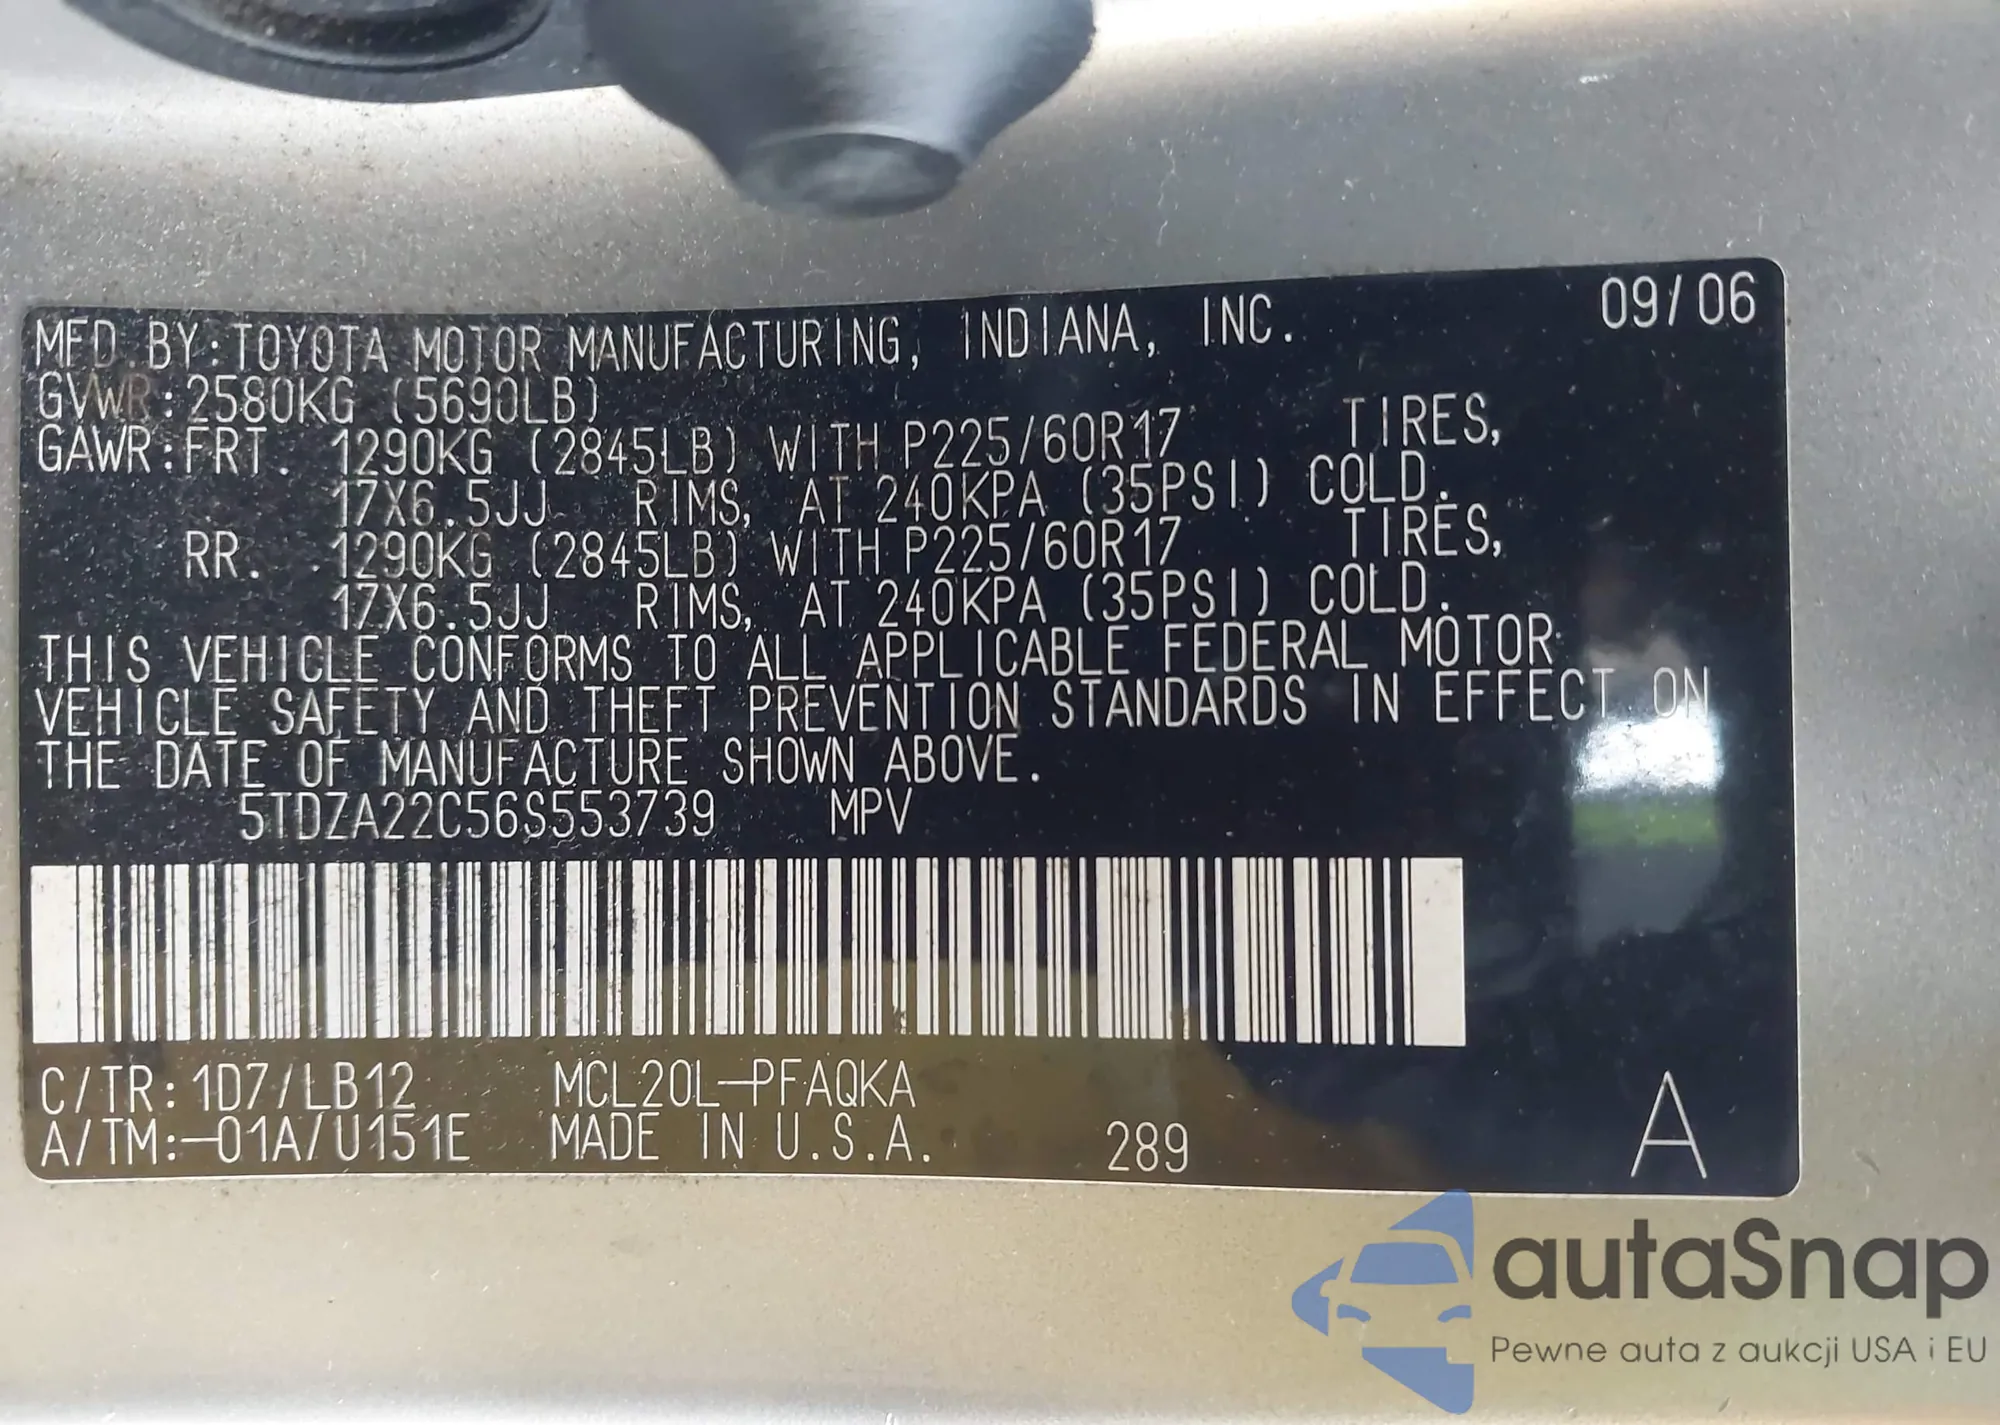 09/06
MFD.BY:TOYOTA MOTOR MANUFACTURING, INDIANA, INC.
GVWR:2580KG (5690LB)
GAWR:FRT. 1290KG (2845LB) WITH P225/60R17 TIRES,
17X6.5JJ RIMS, AT 240KPA (35PSI) COLD.
RR. 1290KG (2845LB) WITH P225/60R17 TIRES,
17X6.5JJ RIMS, AT 240KPA (35PSI) COLD.
THIS VEHICLE CONFORMS TO ALL APPLICABLE FEDERAL MOTOR
VEHICLE SAFETY AND THEFT PREVENTION STANDARDS IN EFFECT ON
THE DATE OF MANUFACTURE SHOWN ABOVE.
5TDZA22C56S553739 MPV
C/TR:1D7/LB12 MCL20L-PFAQKA
A/TM:-01A/U151E MADE IN U.S.A. 289 A
autaSnap
Pewne auta z aukcji USA i EU